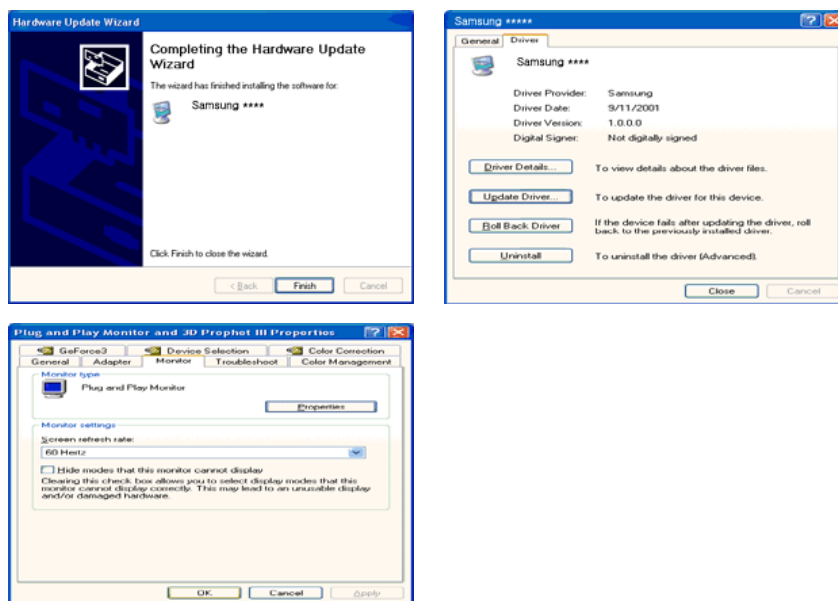 Hardware Update Wizard
Completing the Hardware Update
Wizard
The wizard has finished installing the software for:
Samsung ****
Click Finish to close the wizard.
< Back
Finish
Cancel
Samsung *****
General
Driver
Samsung ****
Driver Provider: Samsung
Driver Date: 9/11/2001
Driver Version: 1.0.0.0
Digital Signer: Not digitally signed
Driver Details... To view details about the driver files.
Update Driver... To update the driver for this device.
Roll Back Driver If the device fails after updating the driver, roll
back to the previously installed driver.
Uninstall To uninstall the driver (Advanced).
Close
Cancel
Plug and Play Monitor and 3D Prophet III Properties
GeForce3 Device Selection Color Correction
General Adapter Monitor Troubleshoot Color Management
Monitor type
Plug and Play Monitor
Properties
Monitor settings
Screen refresh rate:
60 Hertz
Hide modes that this monitor cannot display
Clearing this check box allows you to select display modes that this
monitor cannot display correctly. This may lead to an unusable display
and/or damaged hardware.
OK Cancel Apply